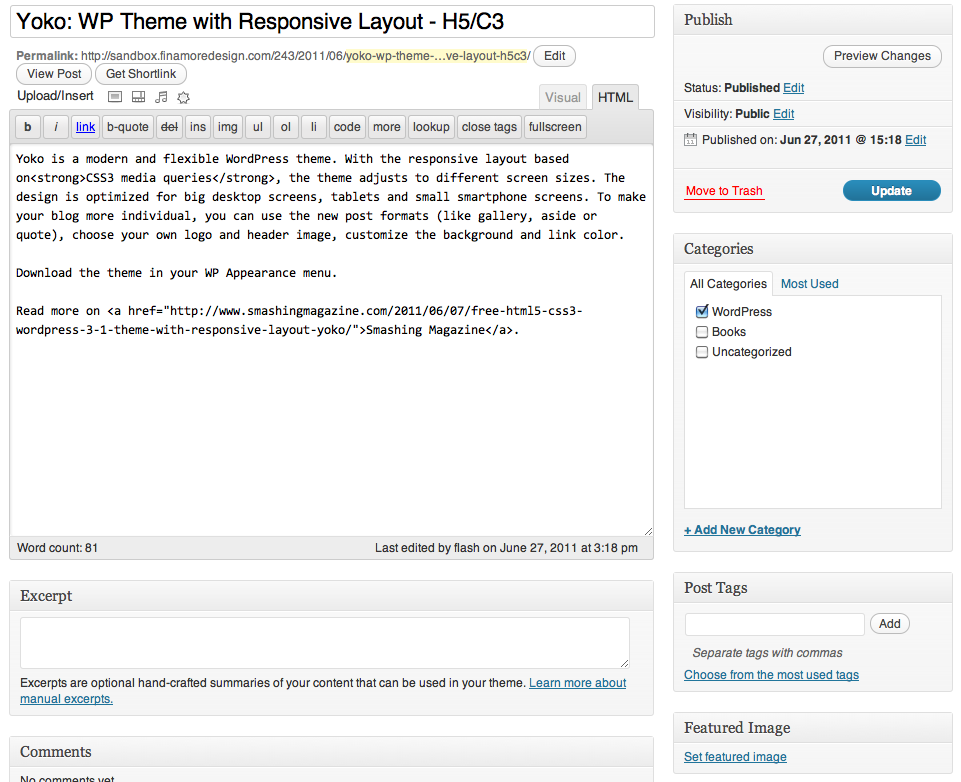 Yoko: WP Theme with Responsive Layout - H5/C3
Permalink: http://sandbox.finamoredesign.com/243/2011/06/yoko-wp-theme-...ve-layout-h5c3/ Edit
View Post Get Shortlink
Upload/Insert
Visual HTML
b i link b-quote del ins img ul ol li code more lookup close tags fullscreen
Yoko is a modern and flexible WordPress theme. With the responsive layout based
on<strong>CSS3 media queries</strong>, the theme adjusts to different screen sizes. The
design is optimized for big desktop screens, tablets and small smartphone screens. To make
your blog more individual, you can use the new post formats (like gallery, aside or
quote), choose your own logo and header image, customize the background and link color.
Download the theme in your WP Appearance menu.
Read more on <a href="http://www.smashingmagazine.com/2011/06/07/free-html5-css3-
wordpress-3-1-theme-with-responsive-layout-yoko/">Smashing Magazine</a>.
Word count: 81 Last edited by flash on June 27, 2011 at 3:18 pm
Excerpt
Excerpts are optional hand-crafted summaries of your content that can be used in your theme. Learn more about
manual excerpts.
Comments
No comments yet
Publish
Preview Changes
Status: Published Edit
Visibility: Public Edit
Published on: Jun 27, 2011 @ 15:18 Edit
Move to Trash Update
Categories
All Categories Most Used
WordPress
Books
Uncategorized
+ Add New Category
Post Tags
Add
Separate tags with commas
Choose from the most used tags
Featured Image
Set featured image